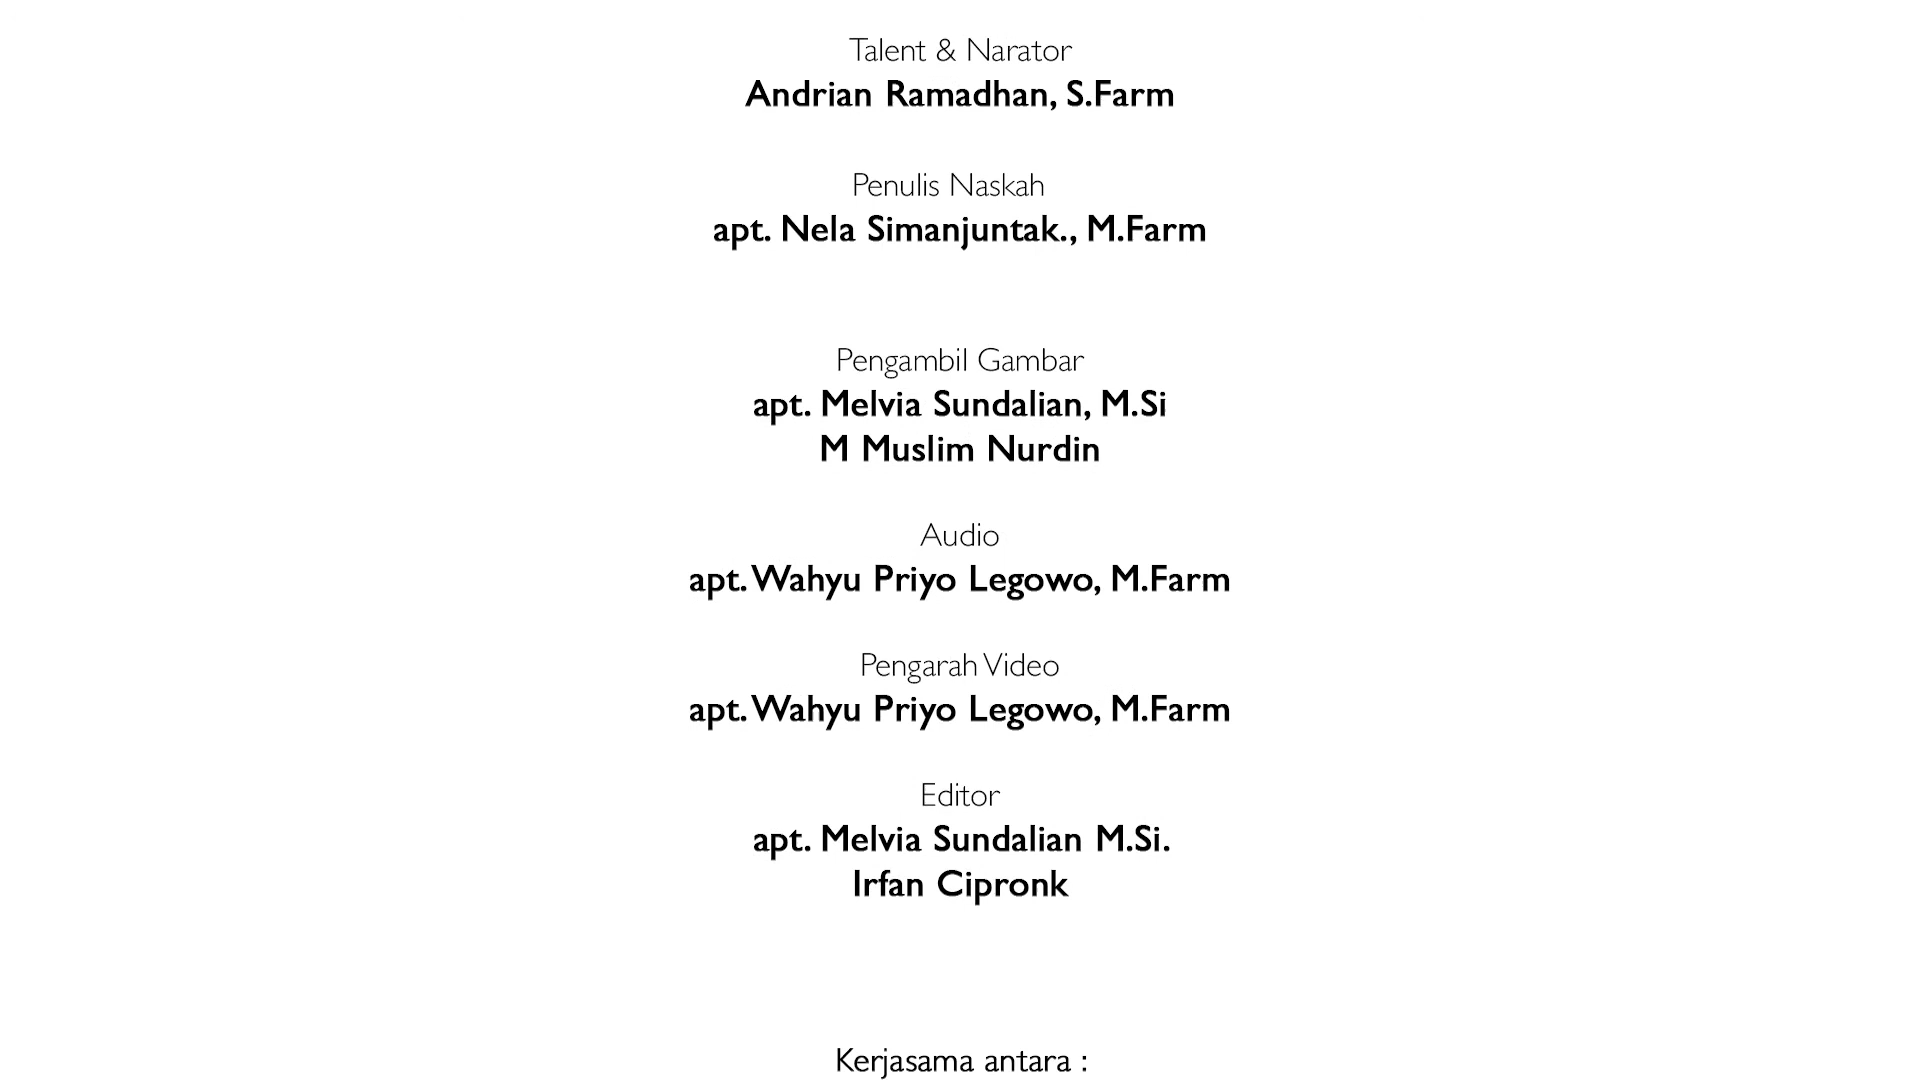 Talent & Narator
Andrian Ramadhan, S.Farm
Penulis Naskah
apt. Nela Simanjuntak., M.Farm
Pengambil Gambar
apt. Melvia Sundalian, M.Si
M Muslim Nurdin
Audio
apt. Wahyu Priyo Legowo, M.Farm
Pengarah Video
apt. Wahyu Priyo Legowo, M.Farm
Editor
apt. Melvia Sundalian M.Si.
Irfan Cipronk
Kerjasama antara :